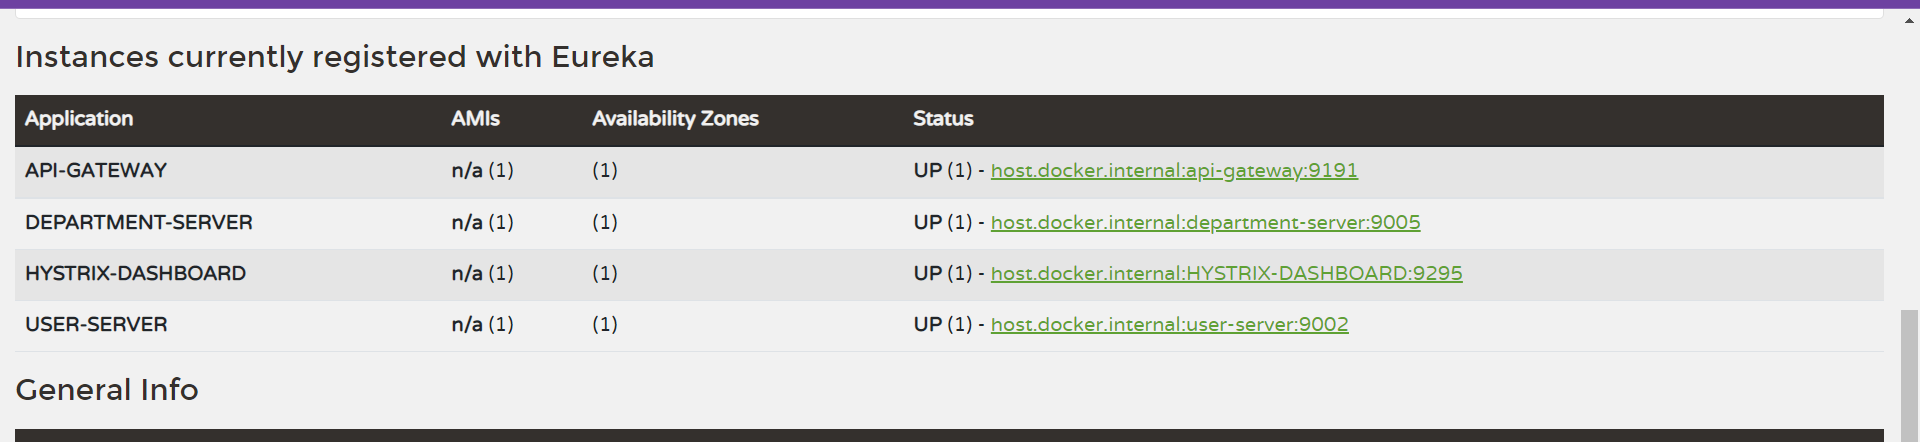 Instances currently registered with Eureka
Application AMIs Availability Zones Status
API-GATEWAY n/a (1) (1) UP (1) - host.docker.internal:api-gateway:9191
DEPARTMENT-SERVER n/a (1) (1) UP (1) - host.docker.internal:department-server:9005
HYSTRIX-DASHBOARD n/a (1) (1) UP (1) - host.docker.internal:HYSTRIX-DASHBOARD:9295
USER-SERVER n/a (1) (1) UP (1) - host.docker.internal:user-server:9002
General Info